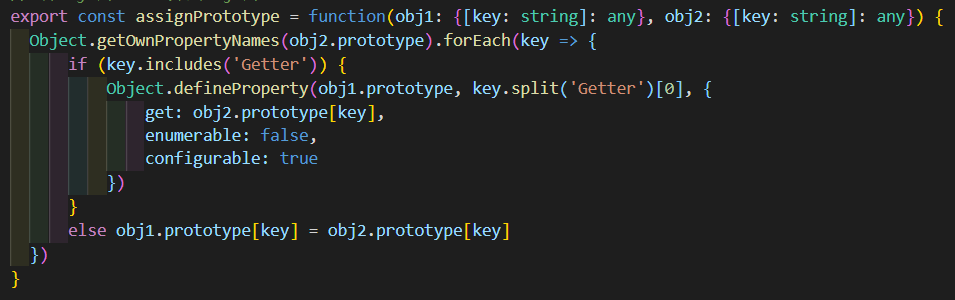 export const assignPrototype = function(obj1: {[key: string]: any}, obj2: {[key: string]: any}) {
  Object.getOwnPropertyNames(obj2.prototype).forEach(key => {
    if (key.includes('Getter')) {
        Object.defineProperty(obj1.prototype, key.split('Getter')[0], {
            get: obj2.prototype[key],
            enumerable: false,
            configurable: true
        })
    }
    else obj1.prototype[key] = obj2.prototype[key]
  })
}